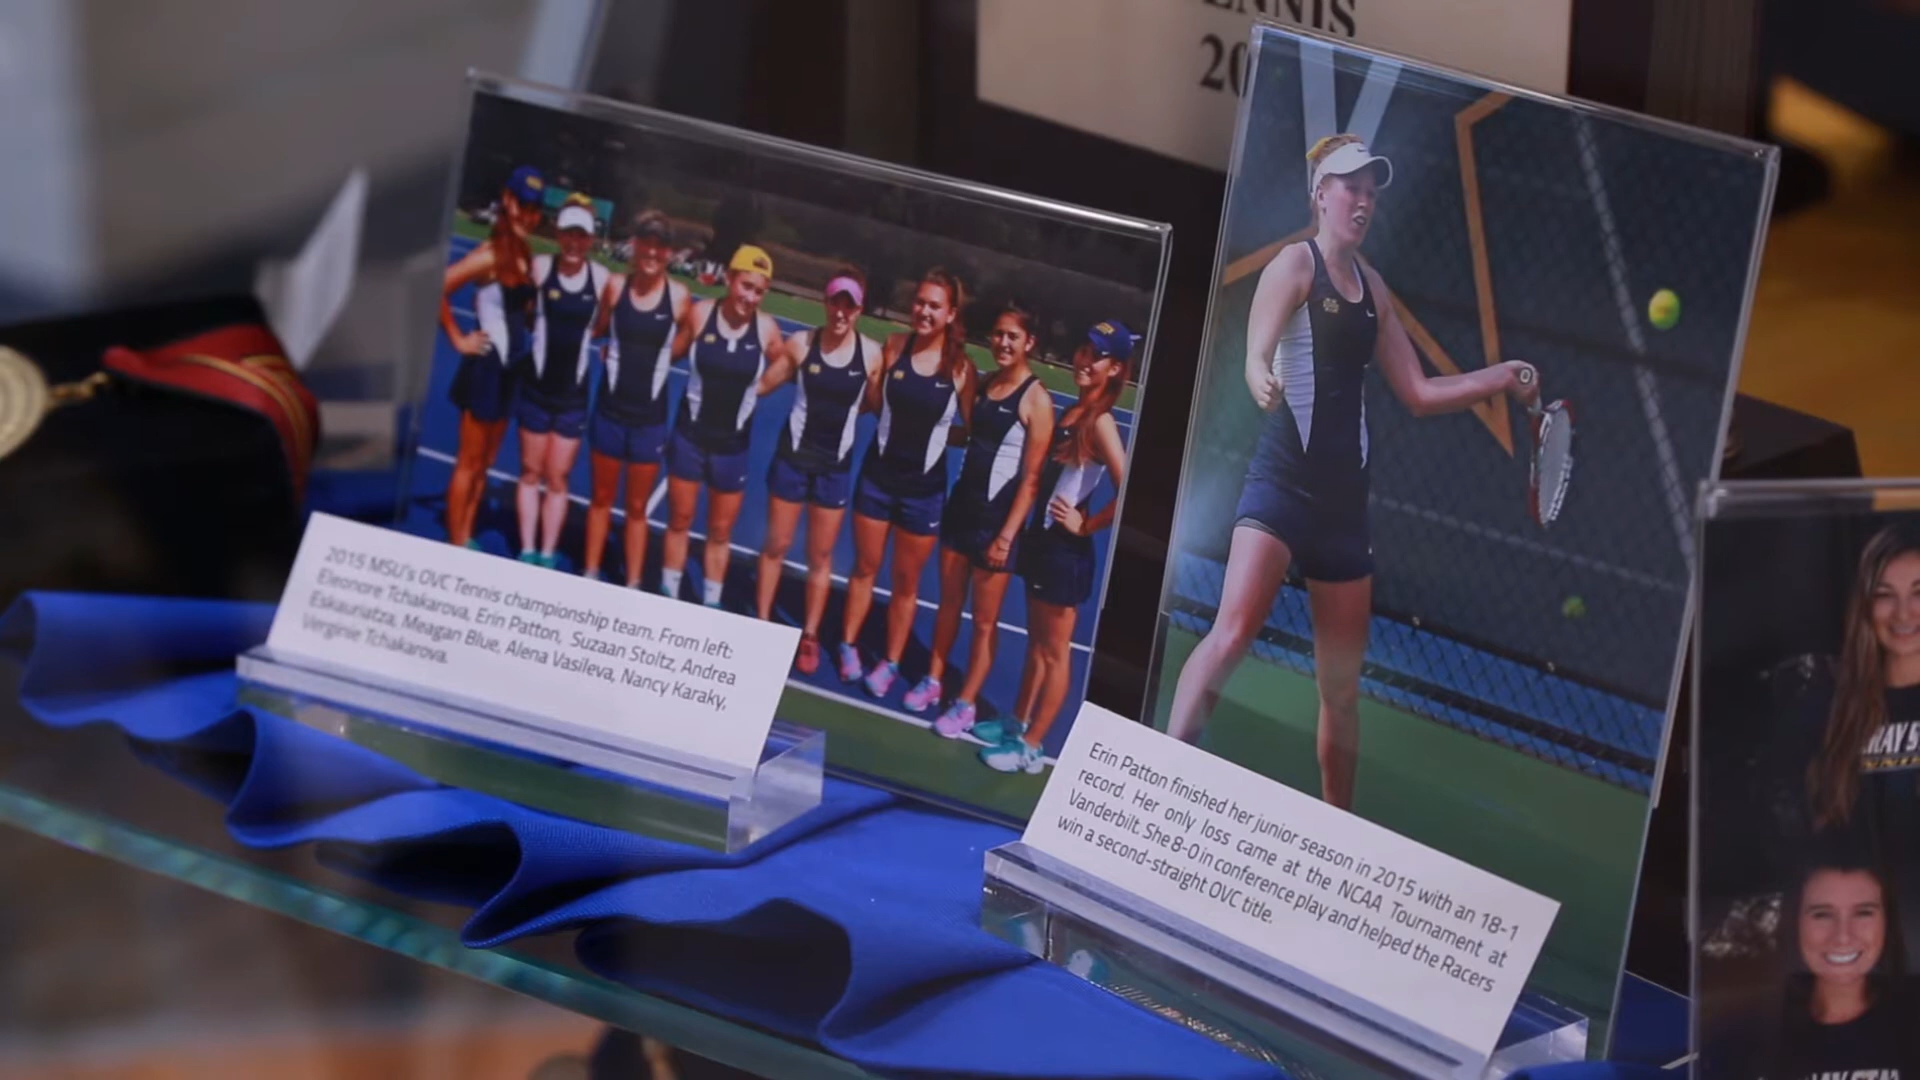 2015 MSU's OVC Tennis championship team. From left:
Eleonore Tchakarova, Erin Patton, Suzaan Stoltz, Andrea
Eskauriatza, Meagan Blue, Alena Vasileva, Nancy Karaky,
Verginie Tchakarova.
Erin Patton finished her junior season in 2015 with an 18-1
record. Her only loss came at the NCAA Tournament at
Vanderbilt. She 8-0 in conference play and helped the Racers
win a second-straight OVC title.